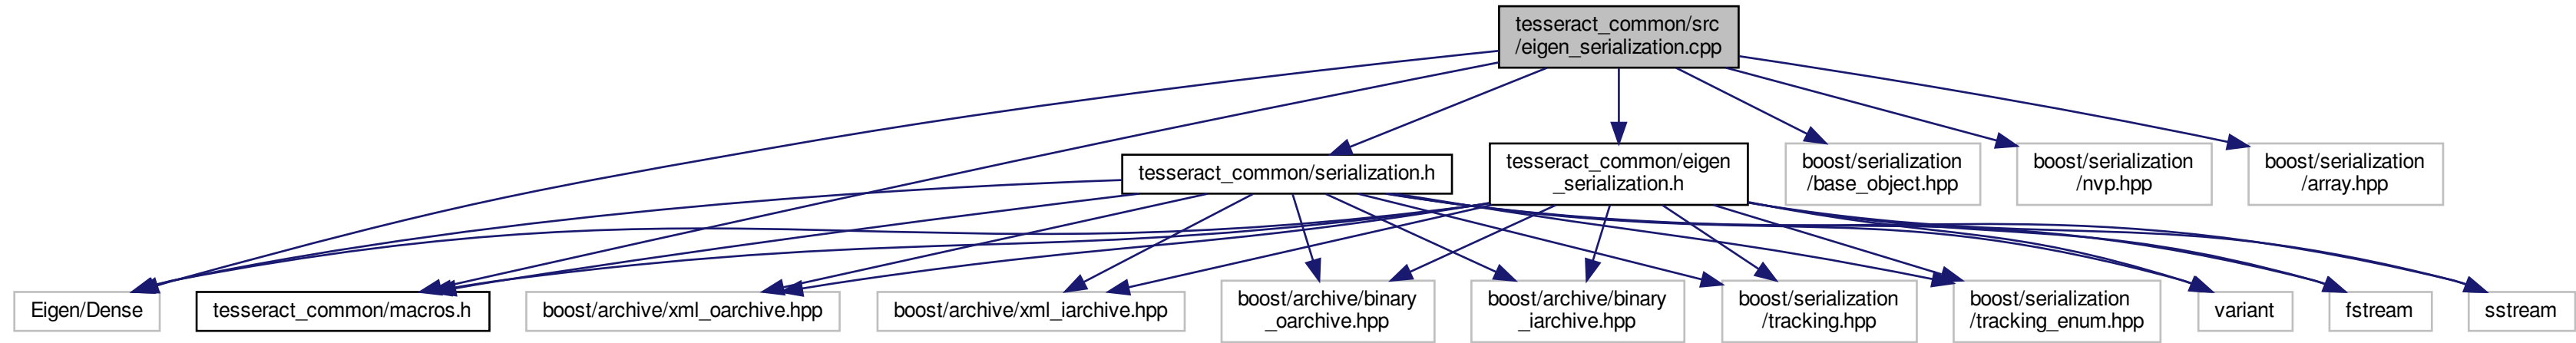 tesseract_common/src
/eigen_serialization.cpp
tesseract_common/serialization.h
tesseract_common/eigen
_serialization.h
boost/serialization
/base_object.hpp
boost/serialization
/nvp.hpp
boost/serialization
/array.hpp
Eigen/Dense
tesseract_common/macros.h
boost/archive/xml_oarchive.hpp
boost/archive/xml_iarchive.hpp
boost/archive/binary
_oarchive.hpp
boost/archive/binary
_iarchive.hpp
boost/serialization
/tracking.hpp
boost/serialization
/tracking_enum.hpp
variant
fstream
sstream